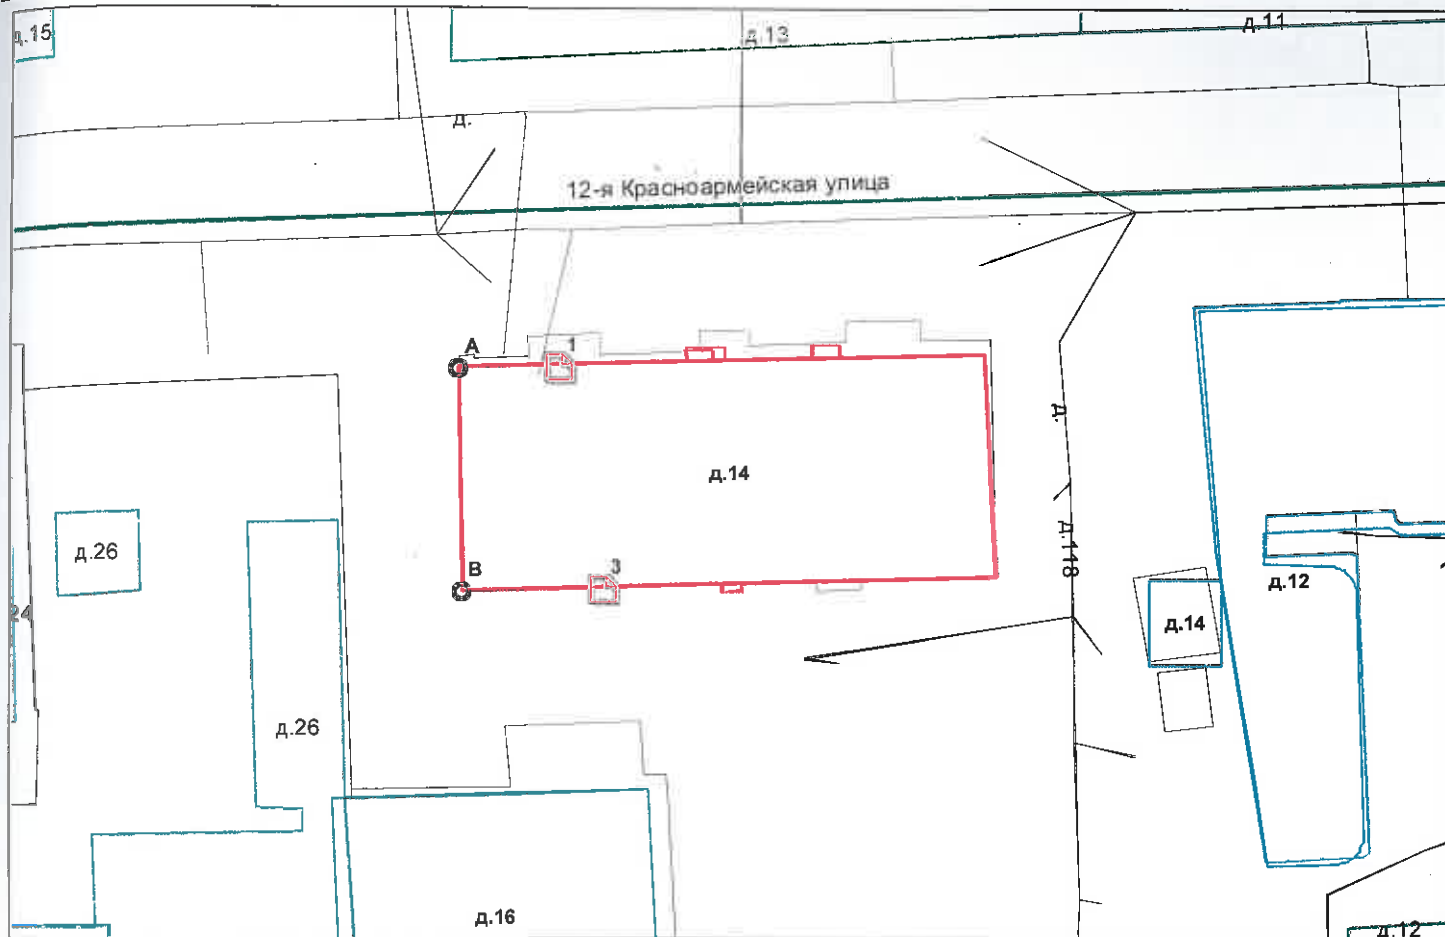 д.15
д.13
д.11
д.
12-я Красноармейская улица
А
1
д.
д.14
д.26
В
3
д.118
д.12
24
д.14
д.26
д.16
д.12